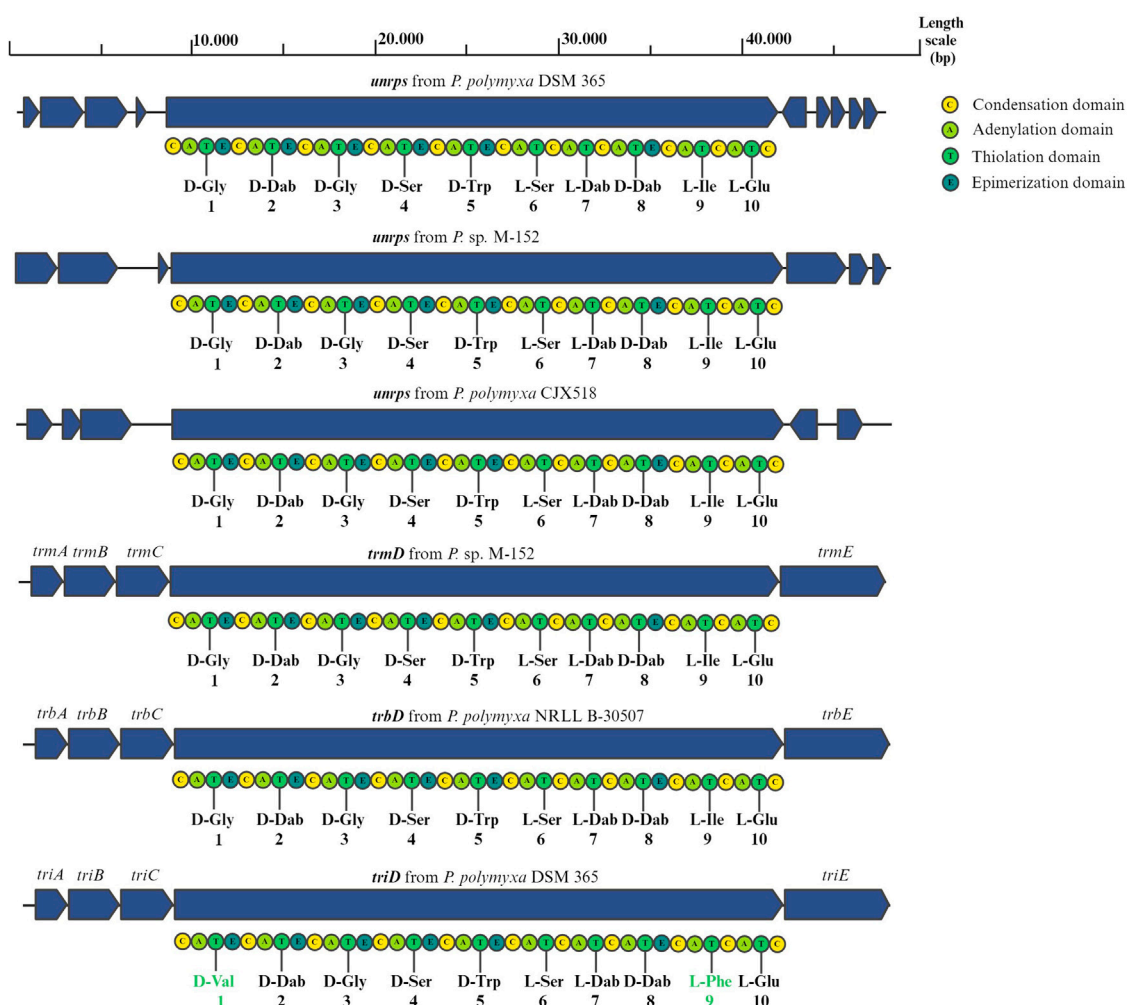 10.000 20.000 30.000 40.000 Length scale (bp)
unrps from P. polymyxa DSM 365
C A T E C A T E C A T E C A T E C A T E C A T C A T C A T E C A T C A T C
D-Gly D-Dab D-Gly D-Ser D-Trp L-Ser L-Dab D-Dab L-Ile L-Glu
1 2 3 4 5 6 7 8 9 10
C Condensation domain
A Adenylation domain
T Thiolation domain
E Epimerization domain
unrps from P. sp. M-152
C A T E C A T E C A T E C A T E C A T E C A T C A T C A T E C A T C A T C
D-Gly D-Dab D-Gly D-Ser D-Trp L-Ser L-Dab D-Dab L-Ile L-Glu
1 2 3 4 5 6 7 8 9 10
unrps from P. polymyxa CJX518
C A T E C A T E C A T E C A T E C A T E C A T C A T C A T E C A T C A T C
D-Gly D-Dab D-Gly D-Ser D-Trp L-Ser L-Dab D-Dab L-Ile L-Glu
1 2 3 4 5 6 7 8 9 10
trmA trmB trmC trmD from P. sp. M-152 trmE
C A T E C A T E C A T E C A T E C A T E C A T C A T C A T E C A T C A T C
D-Gly D-Dab D-Gly D-Ser D-Trp L-Ser L-Dab D-Dab L-Ile L-Glu
1 2 3 4 5 6 7 8 9 10
trbA trbB trbC trbD from P. polymyxa NRLL B-30507 trbE
C A T E C A T E C A T E C A T E C A T E C A T C A T C A T E C A T C A T C
D-Gly D-Dab D-Gly D-Ser D-Trp L-Ser L-Dab D-Dab L-Ile L-Glu
1 2 3 4 5 6 7 8 9 10
triA triB triC triD from P. polymyxa DSM 365 triE
C A T E C A T E C A T E C A T E C A T E C A T C A T C A T E C A T C A T C
D-Val D-Dab D-Gly D-Ser D-Trp L-Ser L-Dab D-Dab L-Phe L-Glu
1 2 3 4 5 6 7 8 9 10